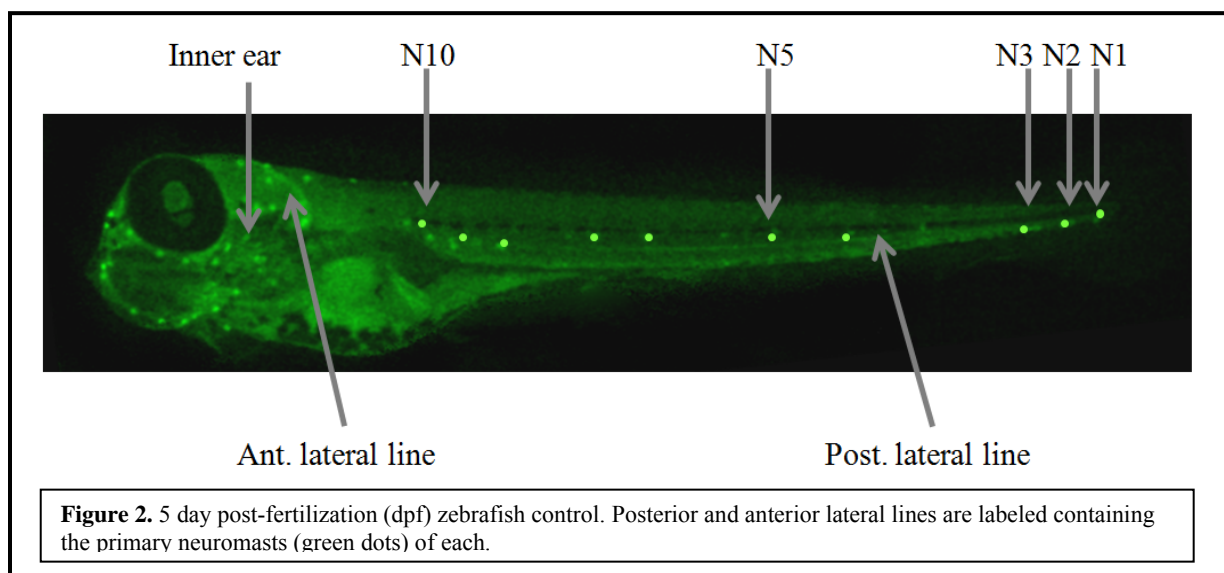 Inner ear N10 N5 N3 N2 N1
Ant. lateral line Post. lateral line
Figure 2. 5 day post-fertilization (dpf) zebrafish control. Posterior and anterior lateral lines are labeled containing
the primary neuromasts (green dots) of each.